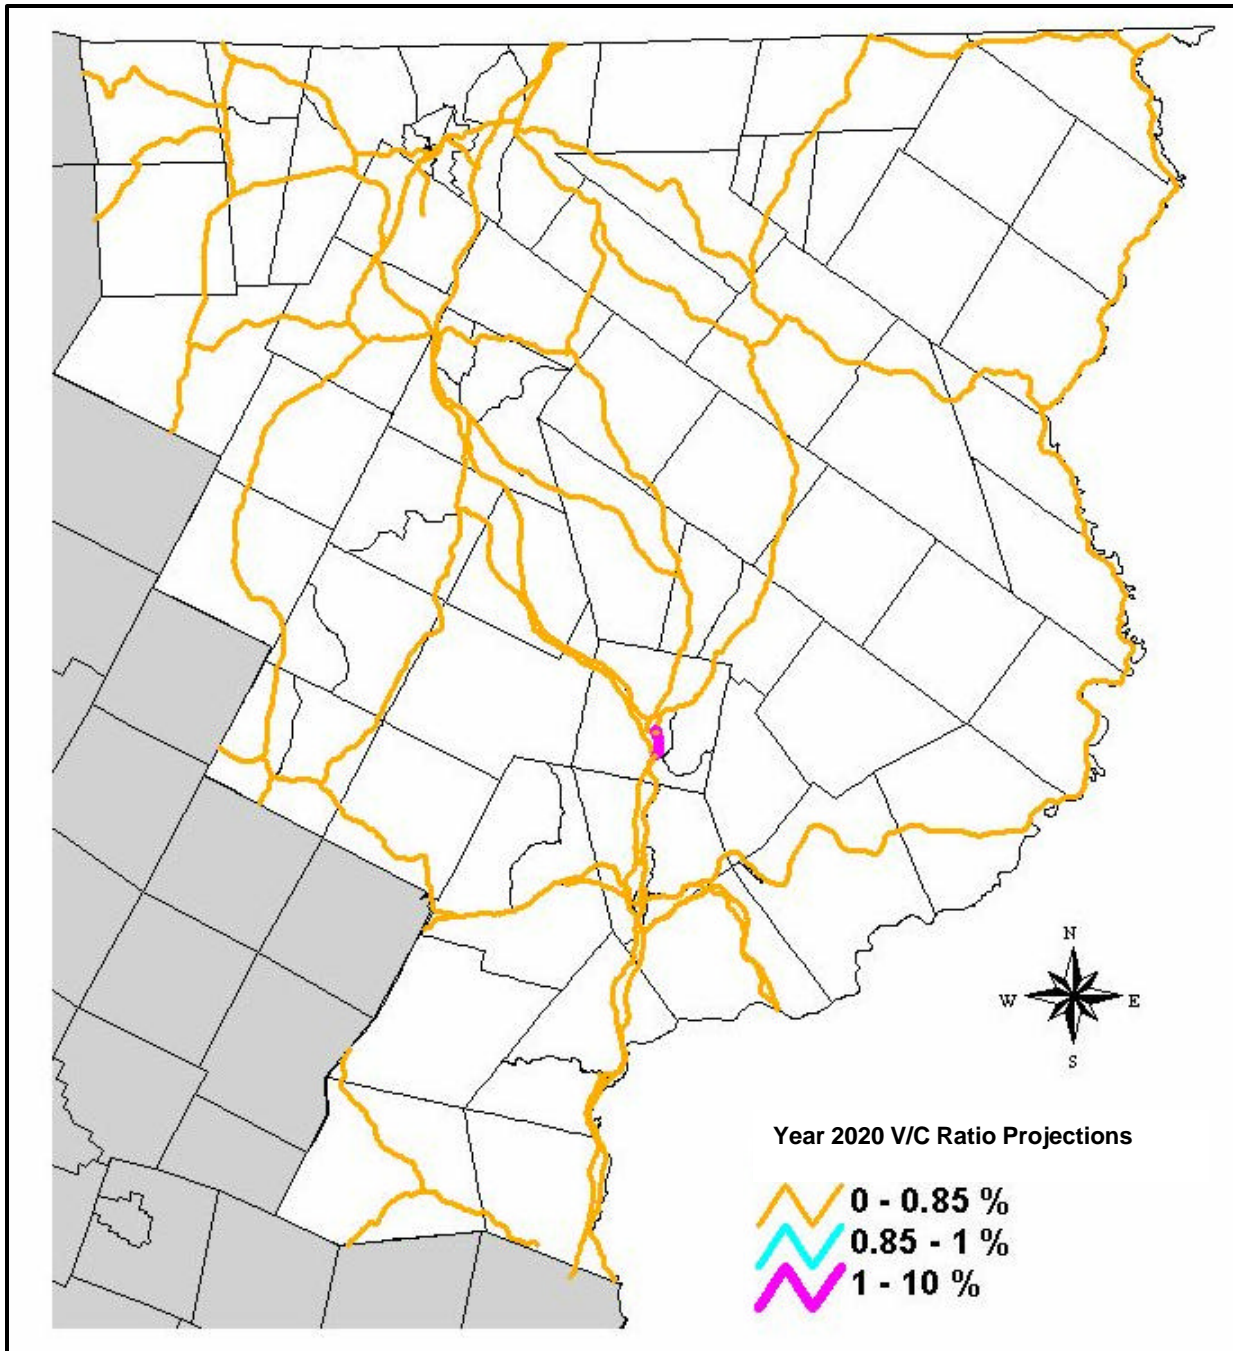 N
W E
S
Year 2020 V/C Ratio Projections
0 - 0.85 %
0.85 - 1 %
1 - 10 %